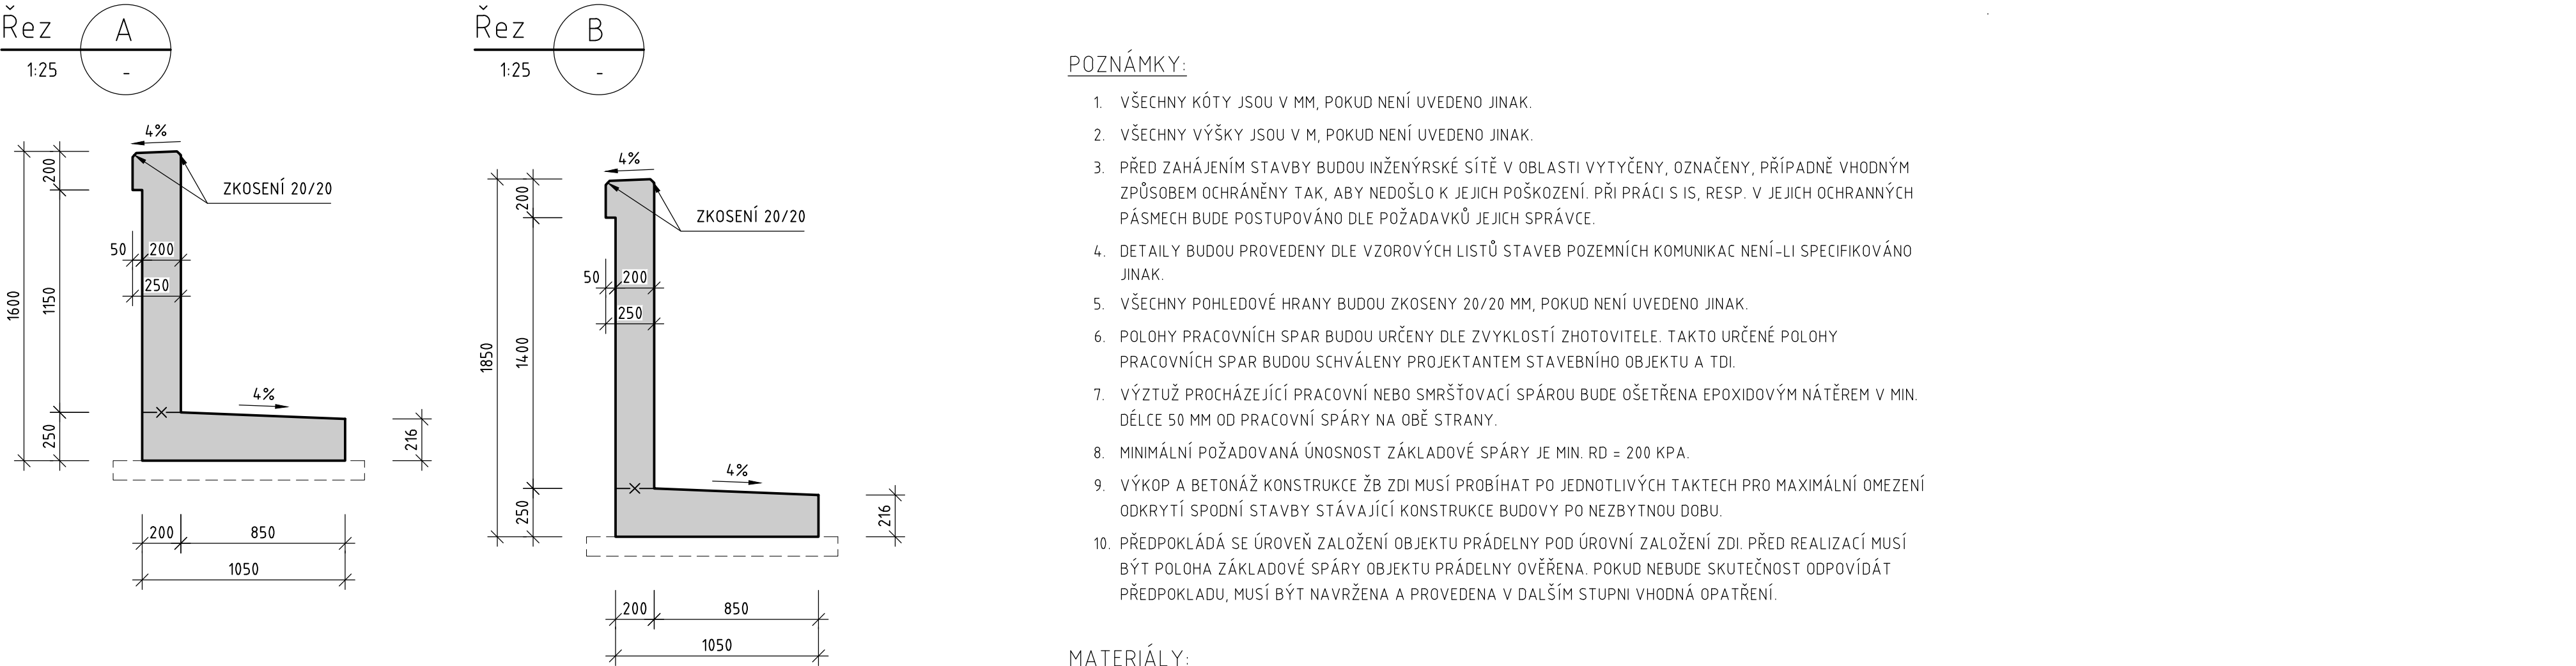 Řez A
1:25 -
4%
200
ZKOSENÍ 20/20
50 200
250
1600
1150
4%
250
216
200 850
1050
Řez B
1:25 -
4%
200
ZKOSENÍ 20/20
50 200
250
1850
1400
4%
250
216
200 850
1050
POZNÁMKY:
1. VŠECHNY KÓTY JSOU V MM, POKUD NENÍ UVEDENO JINAK.
2. VŠECHNY VÝŠKY JSOU V M, POKUD NENÍ UVEDENO JINAK.
3. PŘED ZAHÁJENÍM STAVBY BUDOU INŽENÝRSKÉ SÍTĚ V OBLASTI VYTYČENY, OZNAČENY, PŘÍPADNĚ VHODNÝM
ZPŮSOBEM OCHRÁNĚNY TAK, ABY NEDOŠLO K JEJICH POŠKOZENÍ. PŘI PRÁCI S IS, RESP. V JEJICH OCHRANNÝCH
PÁSMECH BUDE POSTUPOVÁNO DLE POŽADAVKŮ JEJICH SPRÁVCE.
4. DETAILY BUDOU PROVEDENY DLE VZOROVÝCH LISTŮ STAVEB POZEMNÍCH KOMUNIKAC NENÍ-LI SPECIFIKOVÁNO
JINAK.
5. VŠECHNY POHLEDOVÉ HRANY BUDOU ZKOSENY 20/20 MM, POKUD NENÍ UVEDENO JINAK.
6. POLOHY PRACOVNÍCH SPAR BUDOU URČENY DLE ZVYKLOSTÍ ZHOTOVITELE. TAKTO URČENÉ POLOHY
PRACOVNÍCH SPAR BUDOU SCHVÁLENY PROJEKTANTEM STAVEBNÍHO OBJEKTU A TDI.
7. VÝZTUŽ PROCHÁZEJÍCÍ PRACOVNÍ NEBO SMRŠŤOVACÍ SPÁROU BUDE OŠETŘENA EPOXIDOVÝM NÁTĚREM V MIN.
DÉLCE 50 MM OD PRACOVNÍ SPÁRY NA OBĚ STRANY.
8. MINIMÁLNÍ POŽADOVANÁ ÚNOSNOST ZÁKLADOVÉ SPÁRY JE MIN. RD = 200 KPA.
9. VÝKOP A BETONÁŽ KONSTRUKCE ŽB ZDI MUSÍ PROBÍHAT PO JEDNOTLIVÝCH TAKTECH PRO MAXIMÁLNÍ OMEZENÍ
ODKRYTÍ SPODNÍ STAVBY STÁVAJÍCÍ KONSTRUKCE BUDOVY PO NEZBYTNOU DOBU.
10. PŘEDPOKLÁDÁ SE ÚROVEŇ ZALOŽENÍ OBJEKTU PRÁDELNY POD ÚROVNÍ ZALOŽENÍ ZDI. PŘED REALIZACÍ MUSÍ
BÝT POLOHA ZÁKLADOVÉ SPÁRY OBJEKTU PRÁDELNY OVĚŘENA. POKUD NEBUDE SKUTEČNOST ODPOVÍDÁT
PŘEDPOKLADU, MUSÍ BÝT NAVRŽENA A PROVEDENA V DALŠÍM STUPNI VHODNÁ OPATŘENÍ.
MATERIÁLY: